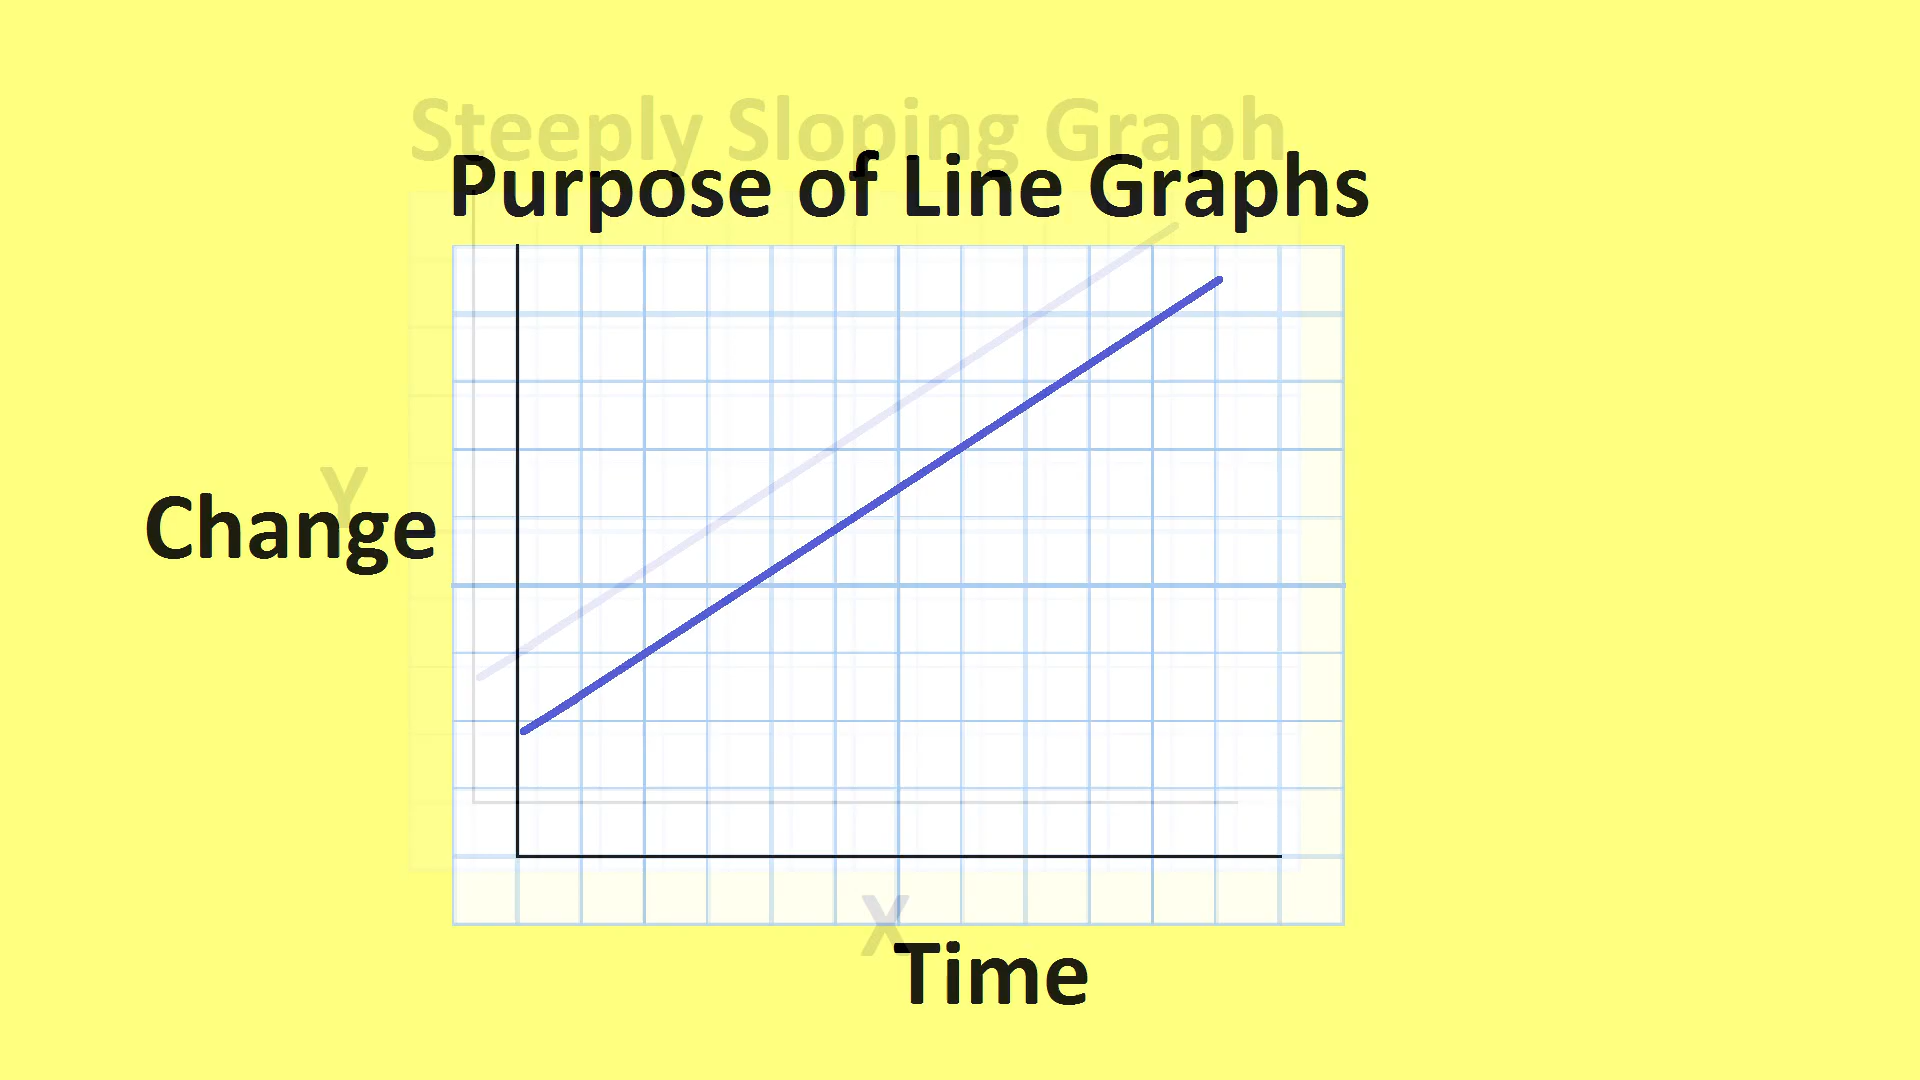 Steeply Sloping Graph
Purpose of Line Graphs
Y
Change
X
Time